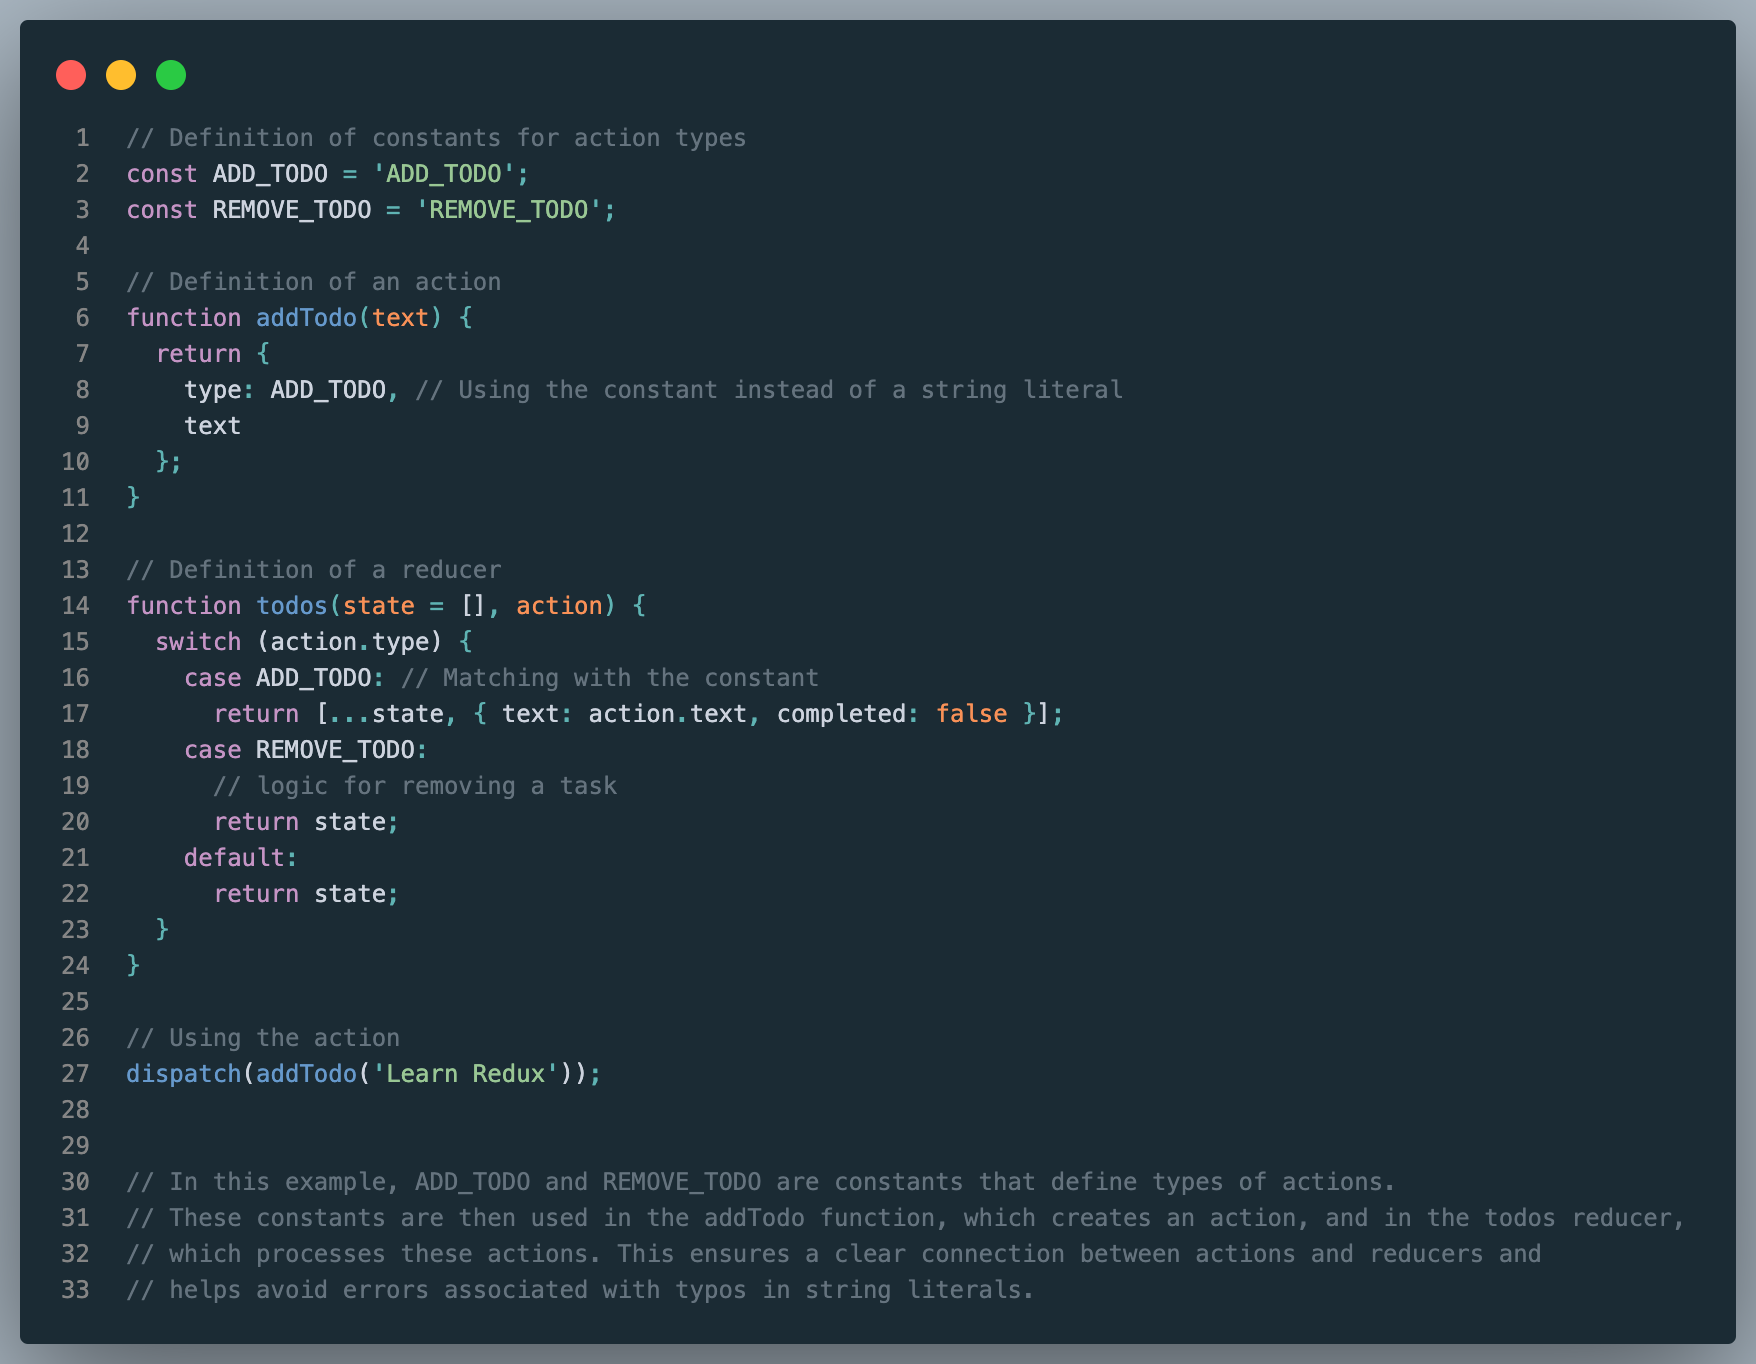 1 // Definition of constants for action types
2 const ADD_TODO = 'ADD_TODO';
3 const REMOVE_TODO = 'REMOVE_TODO';
4
5 // Definition of an action
6 function addTodo(text) {
7   return {
8     type: ADD_TODO, // Using the constant instead of a string literal
9     text
10   };
11 }
12
13 // Definition of a reducer
14 function todos(state = [], action) {
15   switch (action.type) {
16     case ADD_TODO: // Matching with the constant
17       return [...state, { text: action.text, completed: false }];
18     case REMOVE_TODO:
19       // logic for removing a task
20       return state;
21     default:
22       return state;
23   }
24 }
25
26 // Using the action
27 dispatch(addTodo('Learn Redux'));
28
29
30 // In this example, ADD_TODO and REMOVE_TODO are constants that define types of actions.
31 // These constants are then used in the addTodo function, which creates an action, and in the todos reducer,
32 // which processes these actions. This ensures a clear connection between actions and reducers and
33 // helps avoid errors associated with typos in string literals.